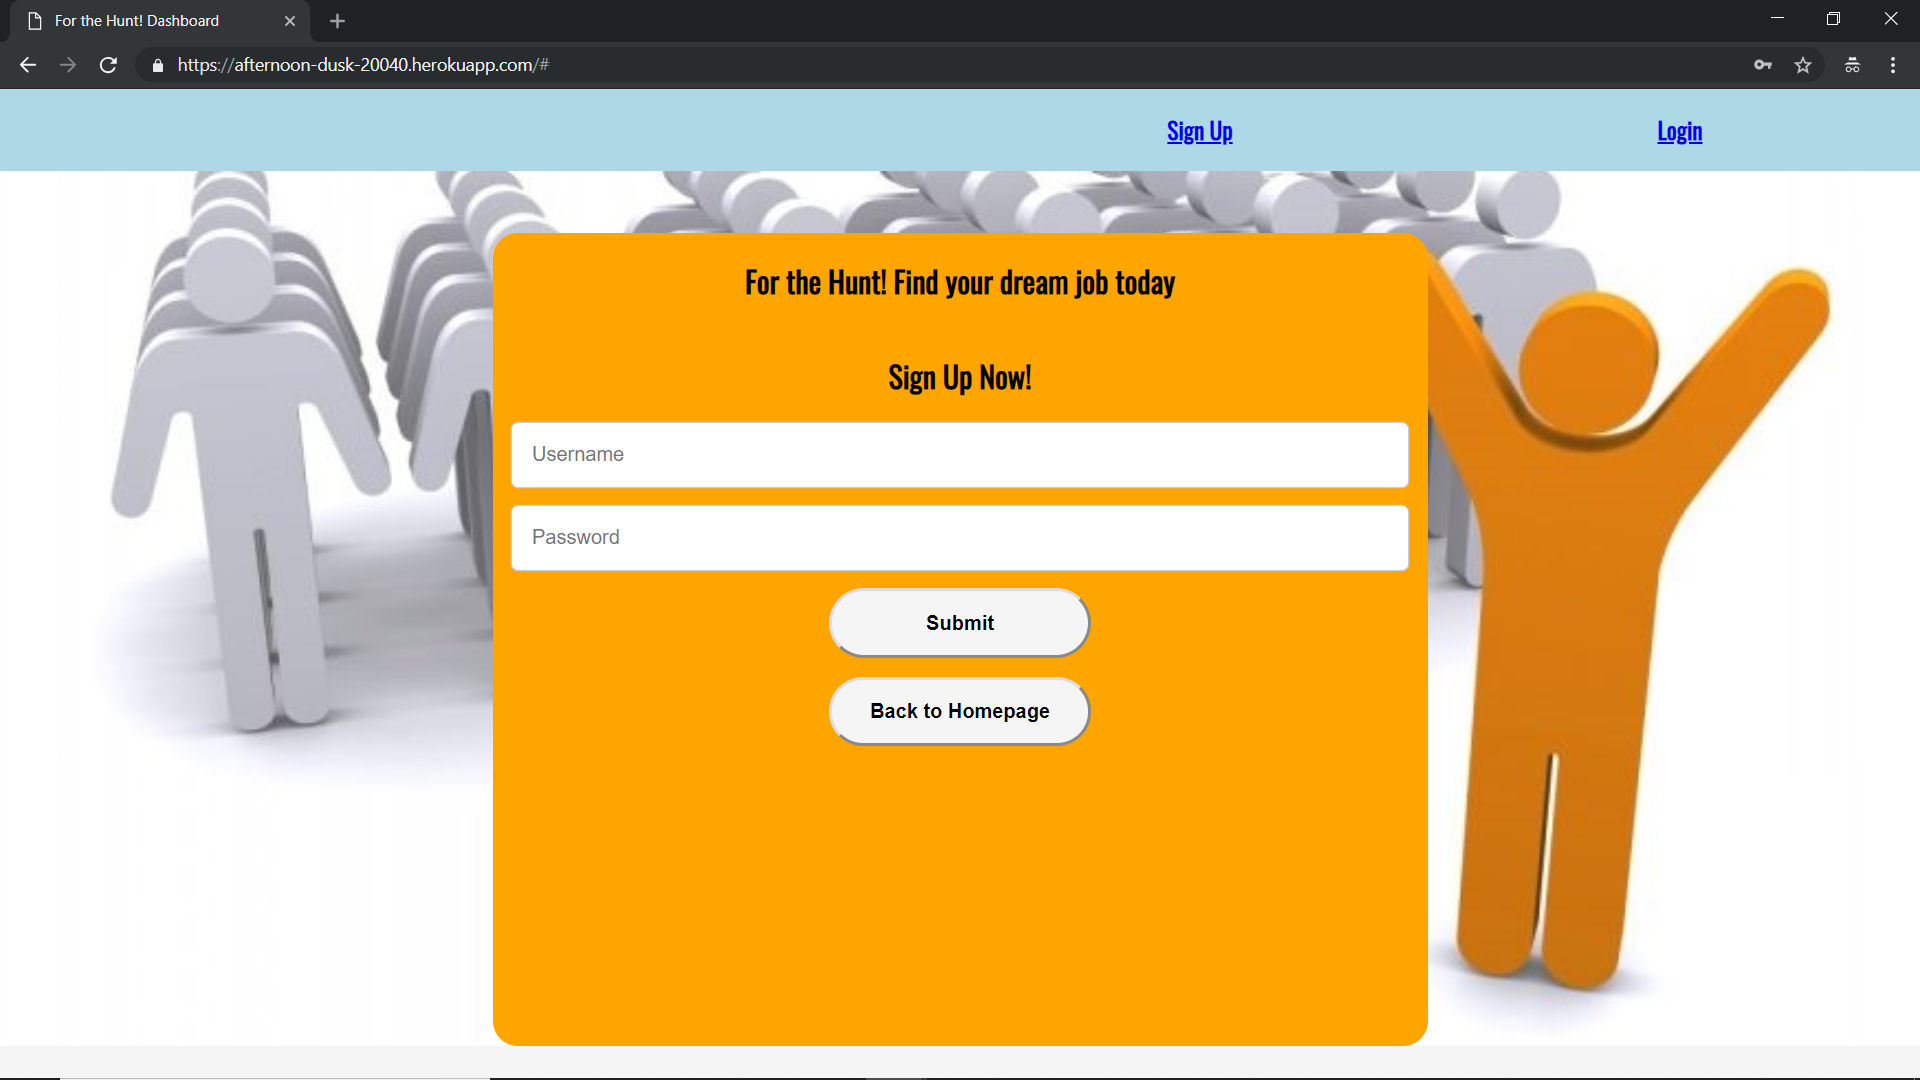 For the Hunt! Dashboard
https://afternoon-dusk-20040.herokuapp.com/#
Sign Up
Login
For the Hunt! Find your dream job today
Sign Up Now!
Username
Password
Submit
Back to Homepage